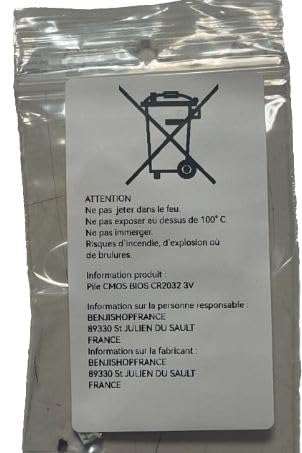 ATTENTION
Ne pas jeter dans le feu.
Ne pas exposer au dessus de 100° C.
Ne pas immerger.
Risques d'incendie, d'explosion où
de brulures.
Information produit :
Pile CMOS BIOS CR2032 3V
Information sur la personne responsable :
BENJISHOPFRANCE
89330 St JULIEN DU SAULT
FRANCE
Information sur la fabricant :
BENJISHOPFRANCE
89330 St JULIEN DU SAULT
FRANCE